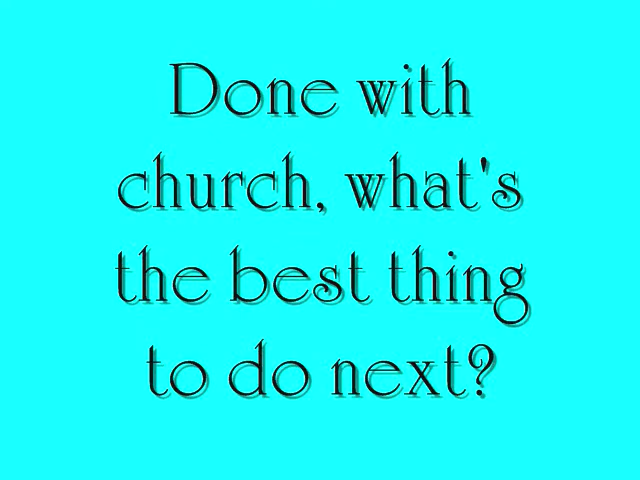 Done with
church, what's
the best thing
to do next?